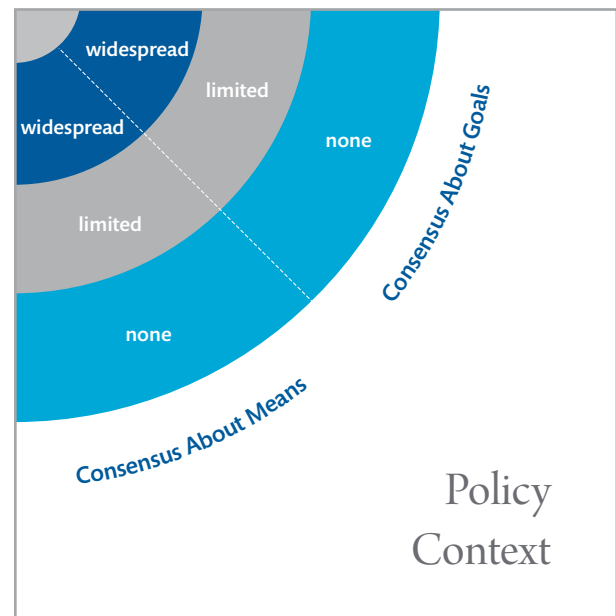 widespread
widespread
limited
none
limited
none
Consensus About Goals
Consensus About Means
Policy
Context